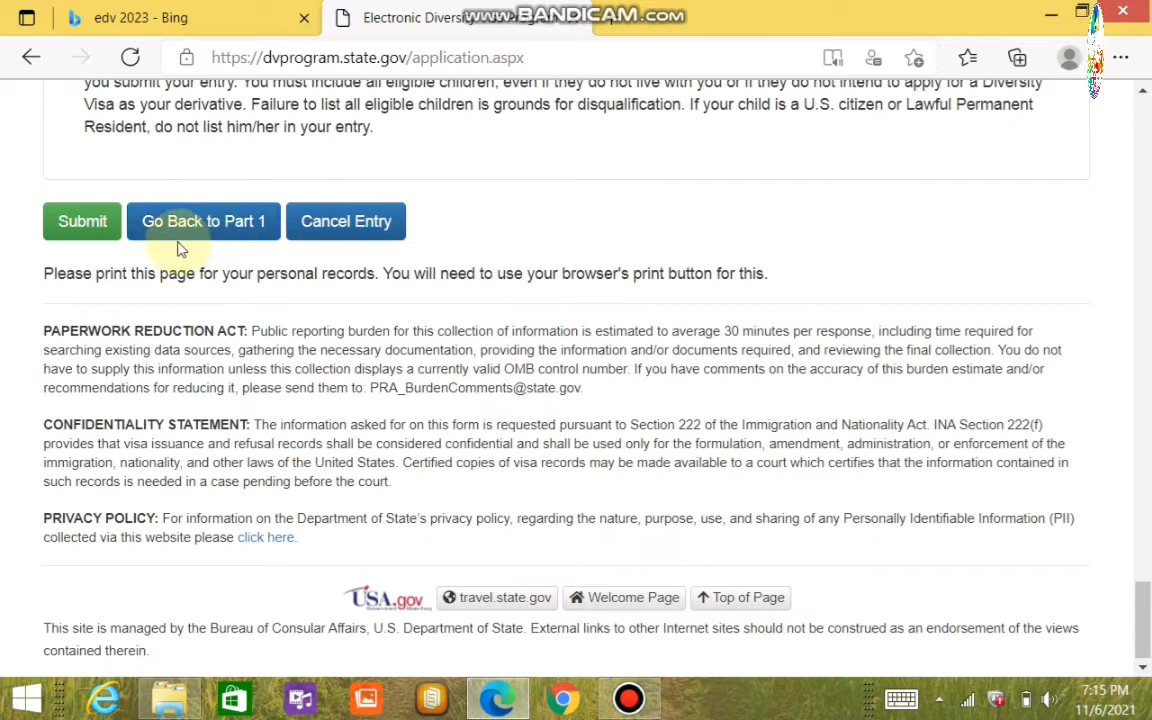 edv 2023 - Bing
Electronic Diversi
WWW.BANDICAM.COM
https://dvprogram.state.gov/application.aspx
you submit your entry. You must include all eligible children, even if they do not live with you or if they do not intend to apply for a Diversity
Visa as your derivative. Failure to list all eligible children is grounds for disqualification. If your child is a U.S. citizen or Lawful Permanent
Resident, do not list him/her in your entry.
Submit
Go Back to Part 1
Cancel Entry
Please print this page for your personal records. You will need to use your browser's print button for this.
PAPERWORK REDUCTION ACT: Public reporting burden for this collection of information is estimated to average 30 minutes per response, including time required for
searching existing data sources, gathering the necessary documentation, providing the information and/or documents required, and reviewing the final collection. You do not
have to supply this information unless this collection displays a currently valid OMB control number. If you have comments on the accuracy of this burden estimate and/or
recommendations for reducing it, please send them to: PRA_BurdenComments@state.gov.
CONFIDENTIALITY STATEMENT: The information asked for on this form is requested pursuant to Section 222 of the Immigration and Nationality Act. INA Section 222(f)
provides that visa issuance and refusal records shall be considered confidential and shall be used only for the formulation, amendment, administration, or enforcement of the
immigration, nationality, and other laws of the United States. Certified copies of visa records may be made available to a court which certifies that the information contained in
such records is needed in a case pending before the court.
PRIVACY POLICY: For information on the Department of State's privacy policy, regarding the nature, purpose, use, and sharing of any Personally Identifiable Information (PII)
collected via this website please click here.
USA.gov
travel.state.gov
Welcome Page
Top of Page
This site is managed by the Bureau of Consular Affairs, U.S. Department of State. External links to other Internet sites should not be construed as an endorsement of the views
contained therein.
7:15 PM
11/6/2021